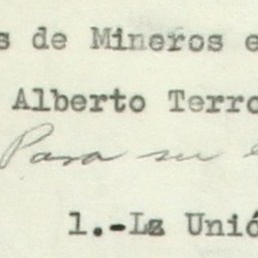 s de Mineros e
Alberto Terro
Para su
1.-La Unió